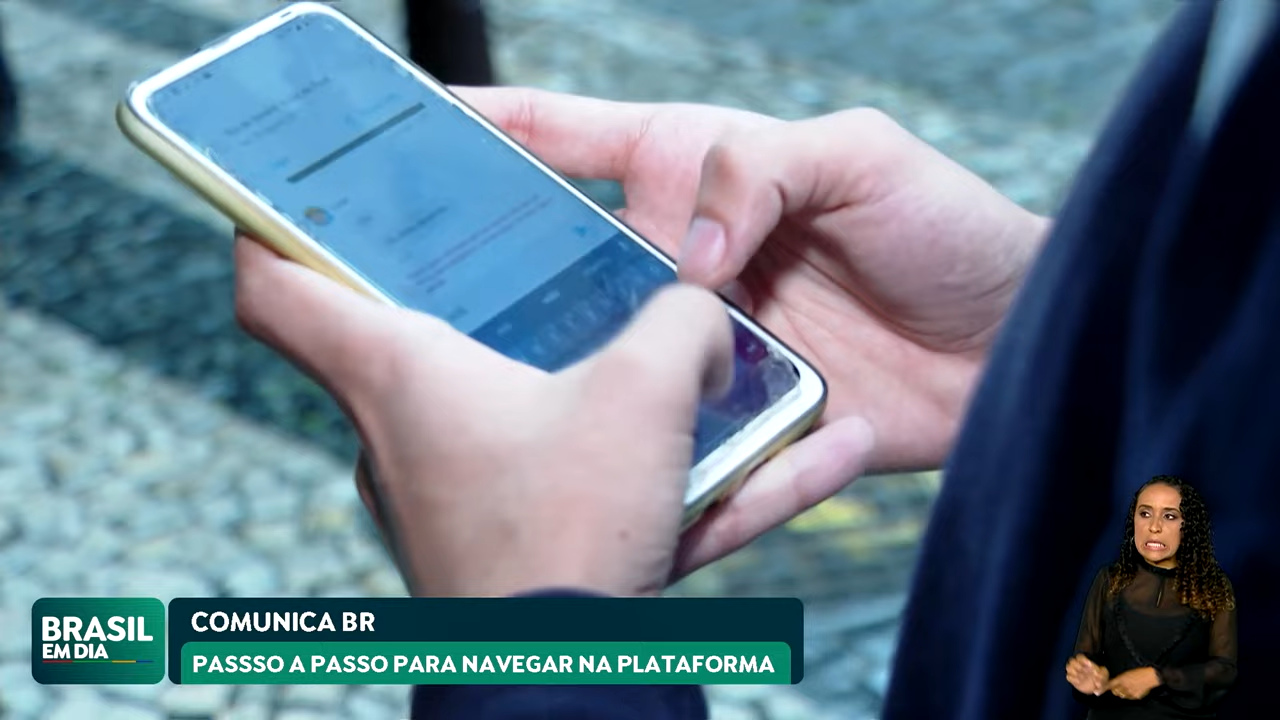 COMUNICA BR
BRASIL
EM DIA
PASSSO A PASSO PARA NAVEGAR NA PLATAFORMA